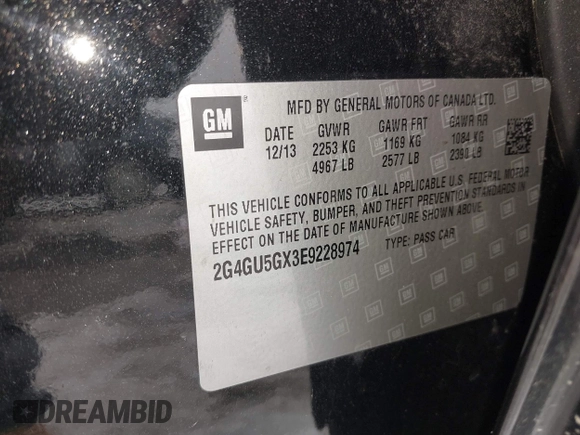 GM
MFD BY GENERAL MOTORS OF CANADA LTD.
DATE GVWR GAWR FRT GAWR RR
12/13 2253 KG 1169 KG 1084 KG
4967 LB 2577 LB 2390 LB
THIS VEHICLE CONFORMS TO ALL APPLICABLE U.S. FEDERAL MOTOR
VEHICLE SAFETY, BUMPER, AND THEFT PREVENTION STANDARDS IN
EFFECT ON THE DATE OF MANUFACTURE SHOWN ABOVE.
2G4GU5GX3E9228974 TYPE: PASS CAR
DREAMBID